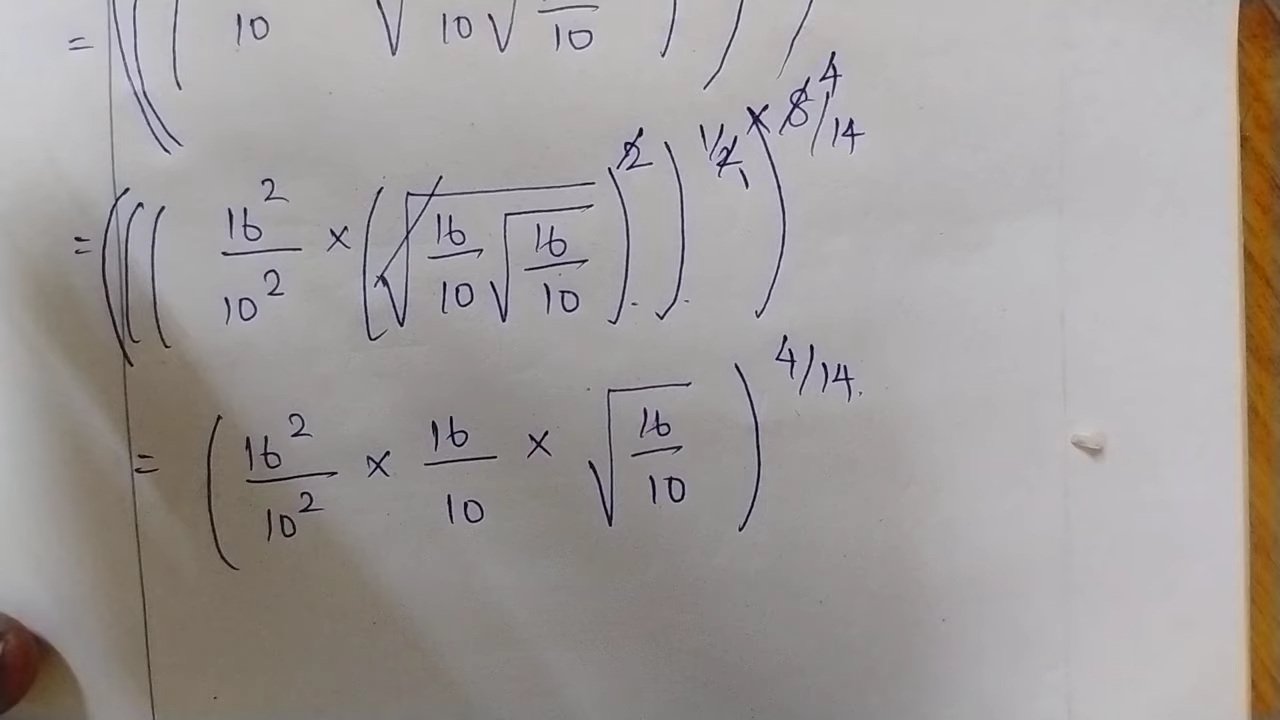 = ((( 10 √ 10 √ 10 ) ) )
= ((( 16² / 10² × ( √ 16/10 √ 16/10 )² ) 1/2 × 8 4 /14 )
= ( 16² / 10² × 16/10 × √ 16/10 ) 4/14.